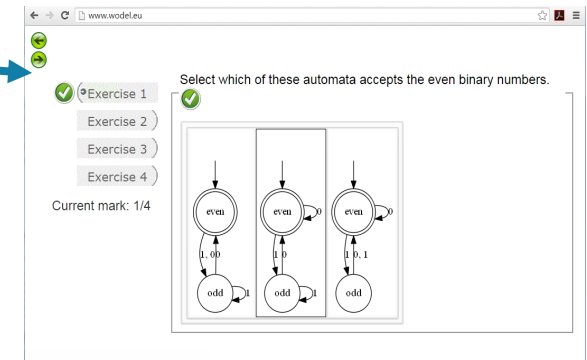 www.wodel.eu
Select which of these automata accepts the even binary numbers.
Exercise 1
Exercise 2
Exercise 3
Exercise 4
Current mark: 1/4
even
1, 0 0
odd
1
even
0
1 0
odd
1
even
0
1 0, 1
odd